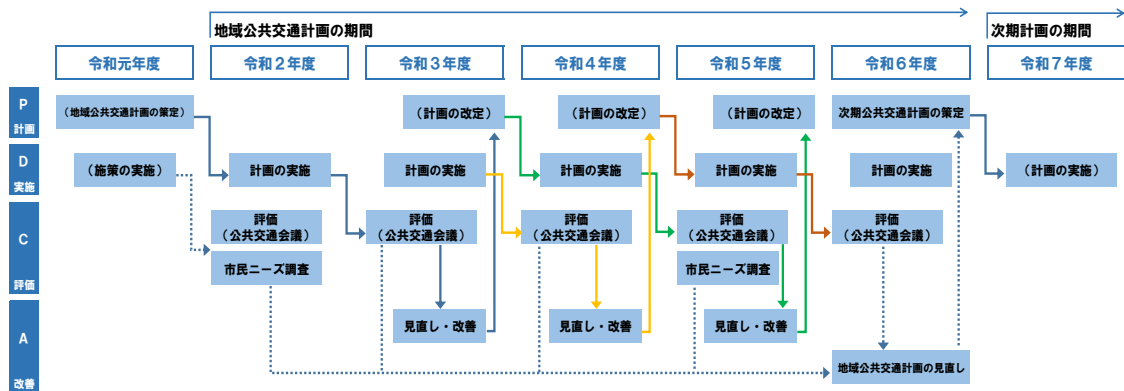 地域公共交通計画の期間
次期計画の期間
令和元年度
令和２年度
令和３年度
令和４年度
令和５年度
令和６年度
令和７年度
P
計画
（地域公共交通計画の策定）
（計画の改定）
（計画の改定）
（計画の改定）
次期公共交通計画の策定
D
実施
（施策の実施）
計画の実施
計画の実施
計画の実施
計画の実施
計画の実施
（計画の実施）
C
評価
評価
（公共交通会議）
評価
（公共交通会議）
評価
（公共交通会議）
評価
（公共交通会議）
評価
（公共交通会議）
市民ニーズ調査
市民ニーズ調査
A
改善
見直し・改善
見直し・改善
見直し・改善
地域公共交通計画の見直し